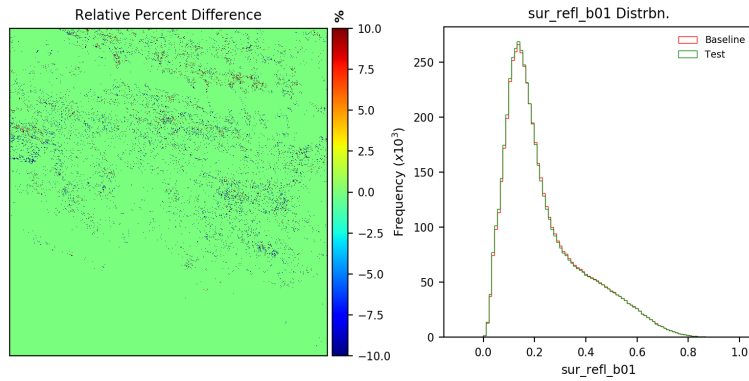 Relative Percent Difference
%
10.0
7.5
5.0
2.5
0.0
−2.5
−5.0
−7.5
−10.0
sur_refl_b01 Distrbn.
Baseline
Test
Frequency (x10³)
250
200
150
100
50
0
0.0 0.2 0.4 0.6 0.8 1.0
sur_refl_b01